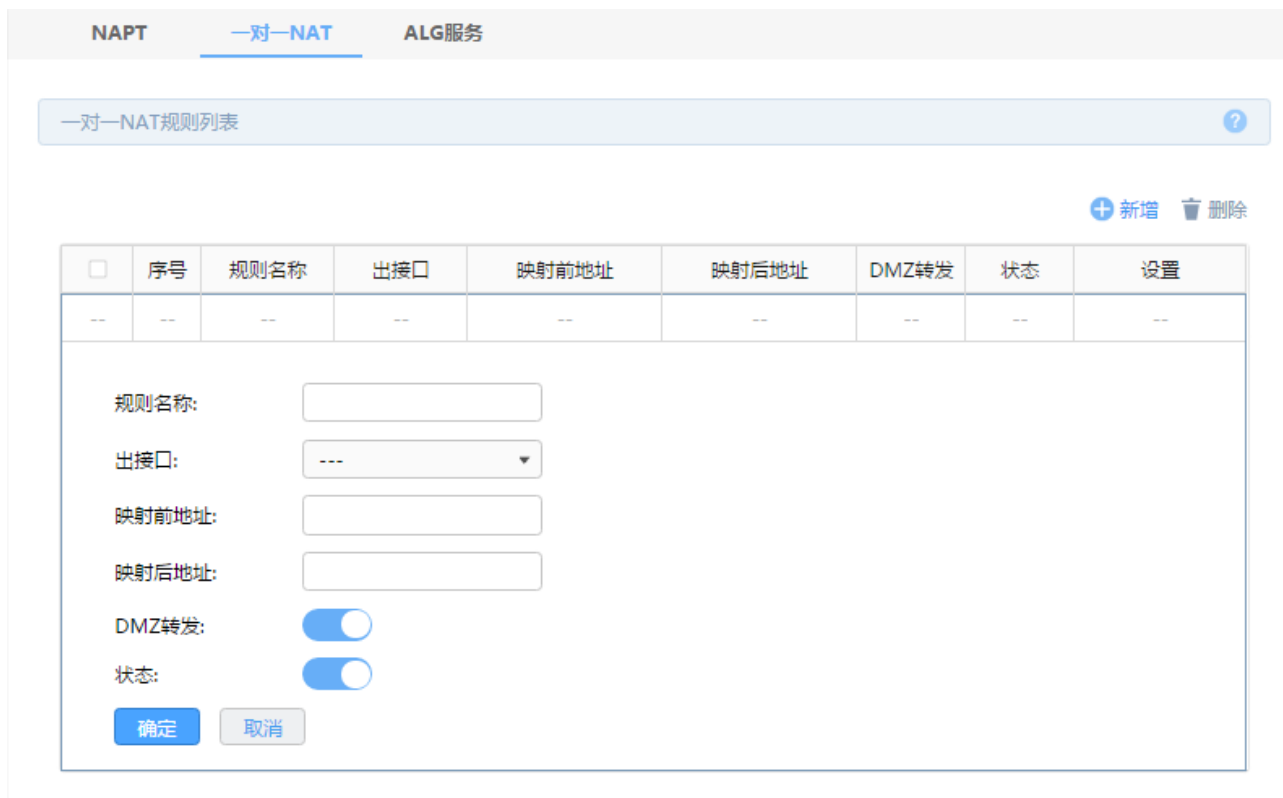 NAPT 一对一NAT ALG服务
一对一NAT规则列表 ?
新增 删除
序号 规则名称 出接口 映射前地址 映射后地址 DMZ转发 状态 设置
-- -- -- -- -- -- -- -- --
规则名称:
出接口: ---
映射前地址:
映射后地址:
DMZ转发:
状态:
确定 取消